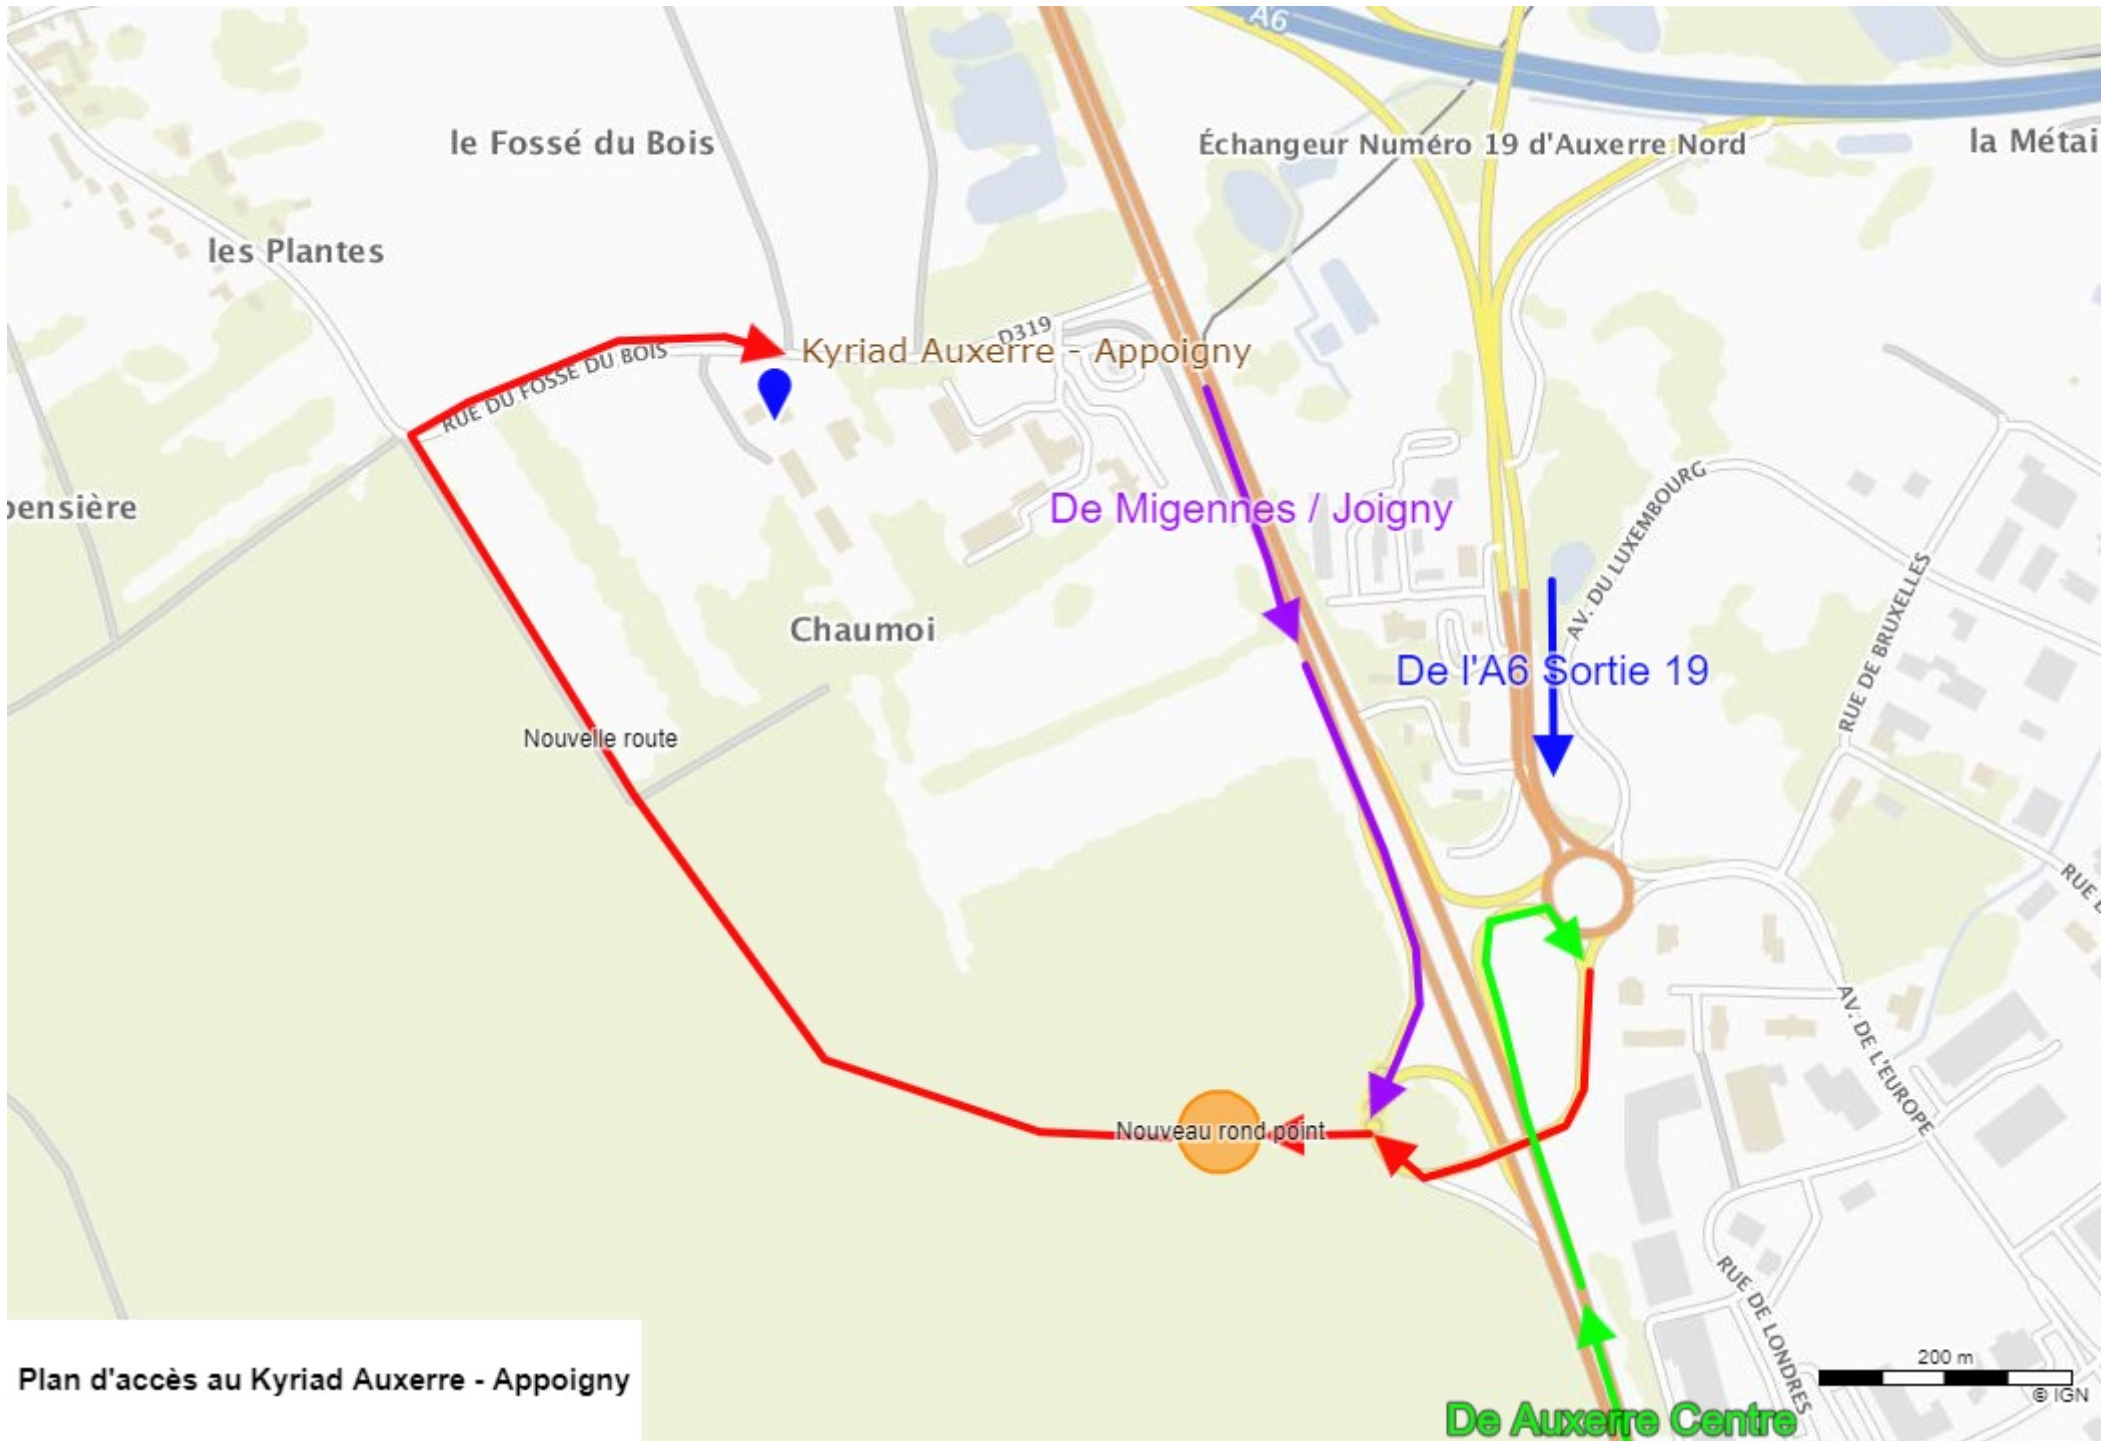 A6
le Fossé du Bois
Échangeur Numéro 19 d'Auxerre Nord
la Métai
les Plantes
D319
Kyriad Auxerre - Appoigny
RUE DU FOSSE DU BOIS
AV. DU LUXEMBOURG
pensière
De Migennes / Joigny
RUE DE BRUXELLES
Chaumoi
De l'A6 Sortie 19
Nouvelle route
RUE
AV. DE L'EUROPE
Nouveau rond point
RUE DE LONDRES
200 m
© IGN
Plan d'accès au Kyriad Auxerre - Appoigny
De Auxerre Centre